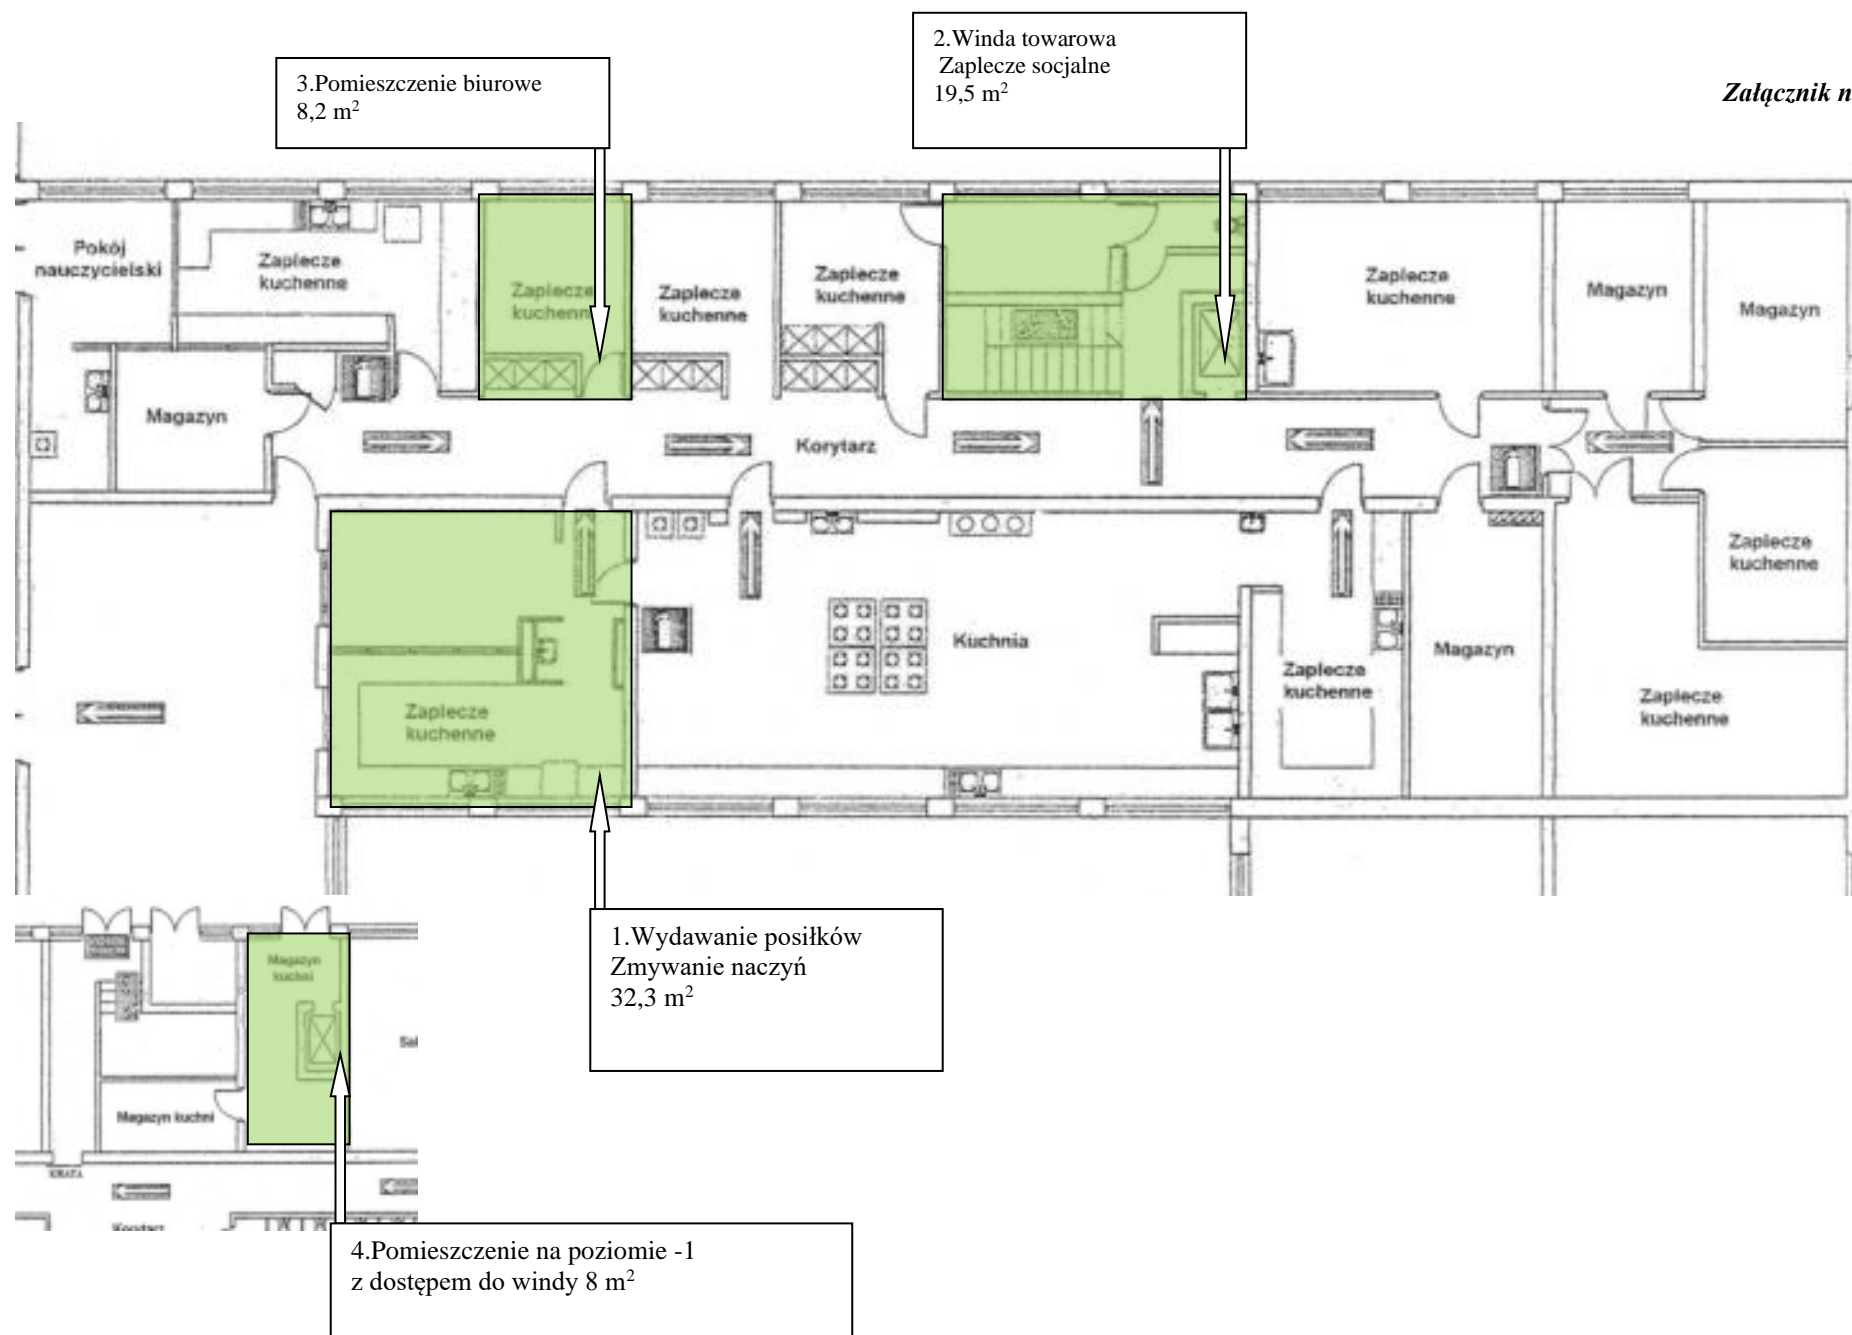 2.Winda towarowa
Zaplecze socjalne
19,5 m²
3.Pomieszczenie biurowe
8,2 m²
Załącznik n
Pokój
nauczycielski
Zaplecze
kuchenne
Zaplecze
kuchenn
Zaplecze
kuchenne
Zaplecze
kuchenne
Zaplecze
kuchenne
Magazyn
Magazyn
Magazyn
Korytarz
Zaplecze
kuchenne
Kuchnia
Zaplecze
kuchenne
Magazyn
Zaplecze
kuchenne
Zaplecze
kuchenne
1.Wydawanie posiłków
Zmywanie naczyń
32,3 m²
Magazyn
kuchni
Magazyn kuchni
KRATA
Korytarz
4.Pomieszczenie na poziomie -1
z dostępem do windy 8 m²